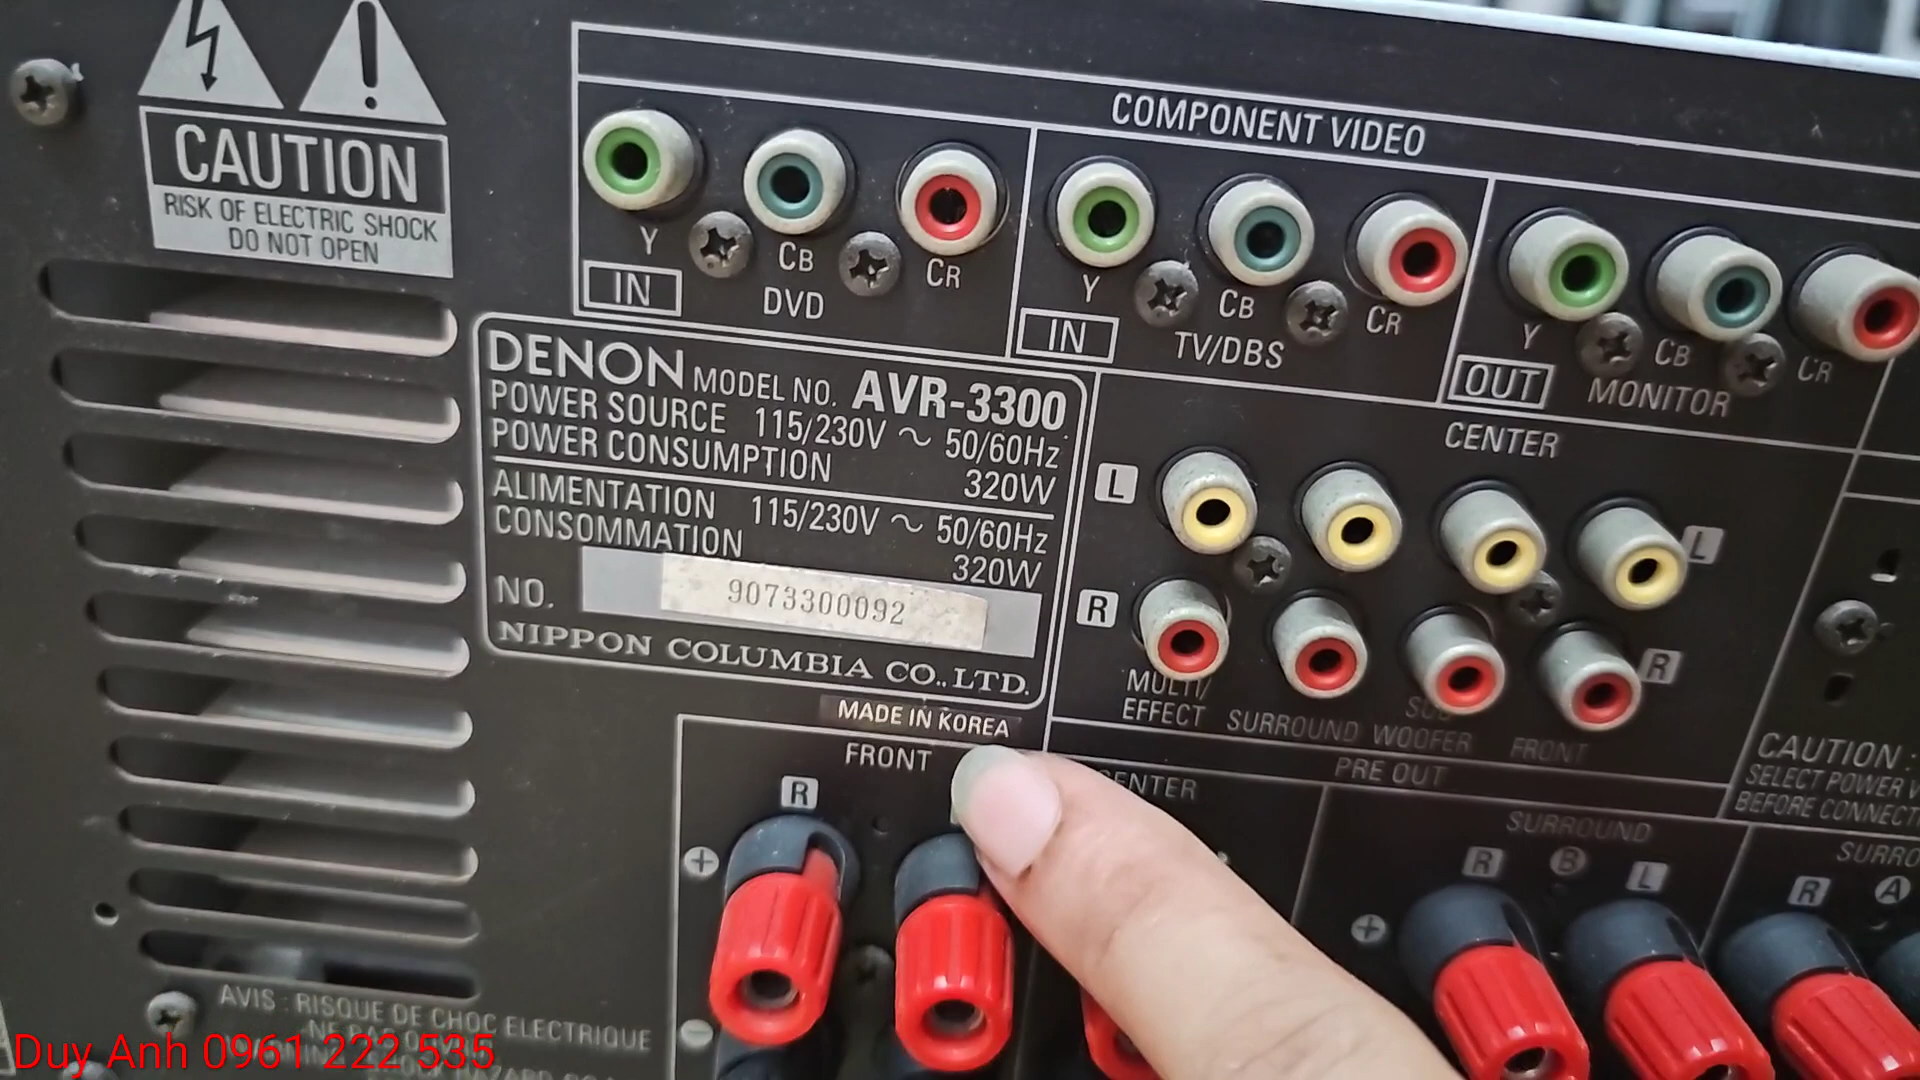 CAUTION
RISK OF ELECTRIC SHOCK
DO NOT OPEN
COMPONENT VIDEO
Y CB CR
IN DVD
Y CB CR
IN TV/DBS
Y CB CR
OUT MONITOR
DENON MODEL NO. AVR-3300
POWER SOURCE 115/230V ~ 50/60Hz
POWER CONSUMPTION 320W
ALIMENTATION 115/230V ~ 50/60Hz
CONSOMMATION 320W
NO. 9073300092
NIPPON COLUMBIA CO., LTD.
MADE IN KOREA
CENTER
L L
R R
MULTI/
EFFECT SURROUND WOOFER FRONT
PRE OUT
CAUTION :
SELECT POWER
BEFORE
FRONT
R
+
−
SURROUND
R B L
+
R A
AVIS : RISQUE DE CHOC ELECTRIQUE
Duy Anh 0961 222 535